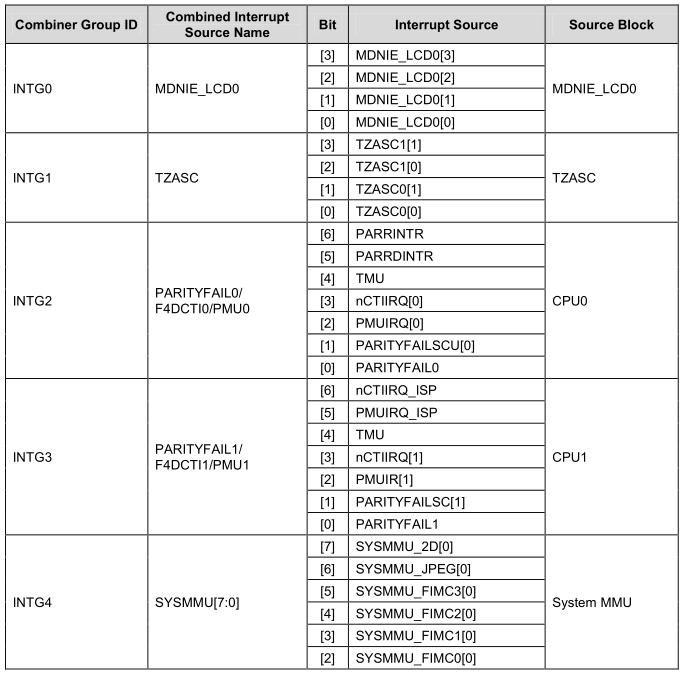 Combiner Group ID Combined Interrupt Source Name Bit Interrupt Source Source Block
INTG0 MDNIE_LCD0 [3] MDNIE_LCD0[3] MDNIE_LCD0
[2] MDNIE_LCD0[2]
[1] MDNIE_LCD0[1]
[0] MDNIE_LCD0[0]
INTG1 TZASC [3] TZASC1[1] TZASC
[2] TZASC1[0]
[1] TZASC0[1]
[0] TZASC0[0]
INTG2 PARITYFAIL0/ F4DCTI0/PMU0 [6] PARRINTR CPU0
[5] PARRDINTR
[4] TMU
[3] nCTIIRQ[0]
[2] PMUIRQ[0]
[1] PARITYFAILSCU[0]
[0] PARITYFAIL0
INTG3 PARITYFAIL1/ F4DCTI1/PMU1 [6] nCTIIRQ_ISP CPU1
[5] PMUIRQ_ISP
[4] TMU
[3] nCTIIRQ[1]
[2] PMUIR[1]
[1] PARITYFAILSC[1]
[0] PARITYFAIL1
INTG4 SYSMMU[7:0] [7] SYSMMU_2D[0] System MMU
[6] SYSMMU_JPEG[0]
[5] SYSMMU_FIMC3[0]
[4] SYSMMU_FIMC2[0]
[3] SYSMMU_FIMC1[0]
[2] SYSMMU_FIMC0[0]